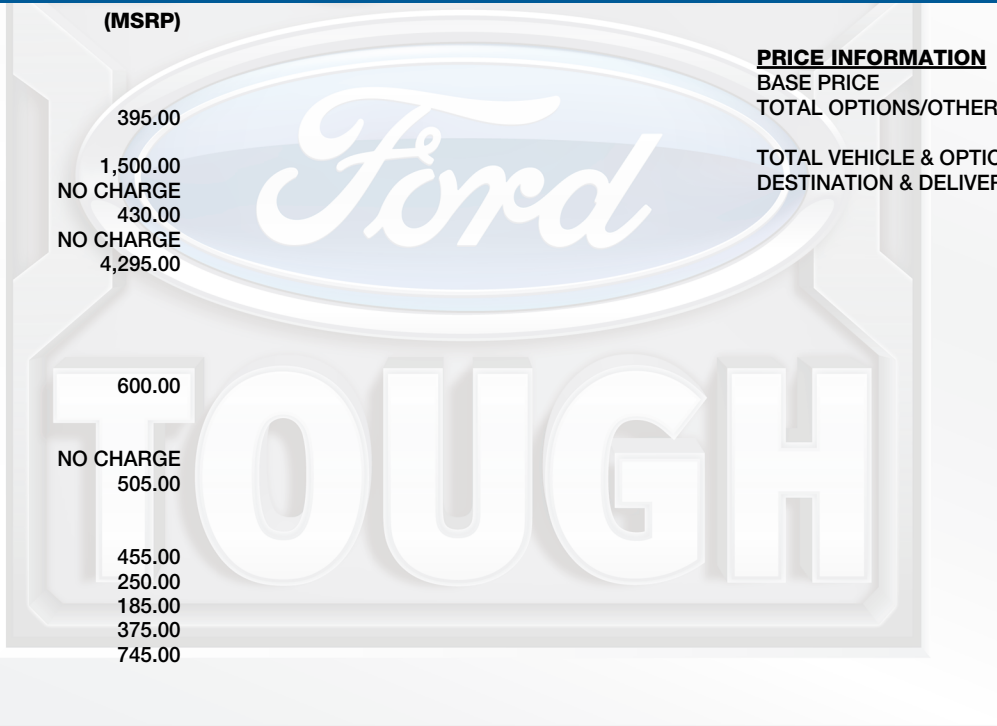 (MSRP)
395.00
1,500.00
NO CHARGE
430.00
NO CHARGE
4,295.00
600.00
NO CHARGE
505.00
455.00
250.00
185.00
375.00
745.00
PRICE INFORMATION
BASE PRICE
TOTAL OPTIONS/OTHER
TOTAL VEHICLE & OPTIO
DESTINATION & DELIVER
Ford
TOUGH